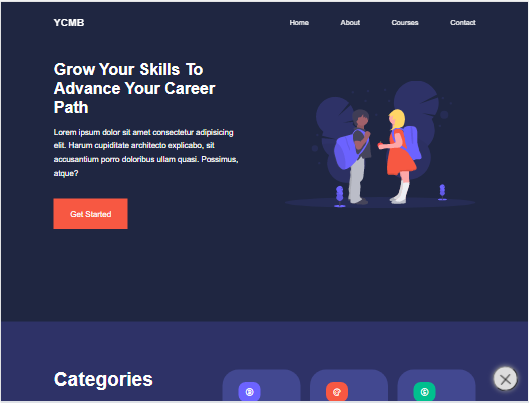 YCMB
Home About Courses Contact
Grow Your Skills To
Advance Your Career
Path
Lorem ipsum dolor sit amet consectetur adipisicing
elit. Harum cupiditate architecto explicabo, sit
accusantium porro doloribus ullam quasi. Possimus,
atque?
Get Started
Categories